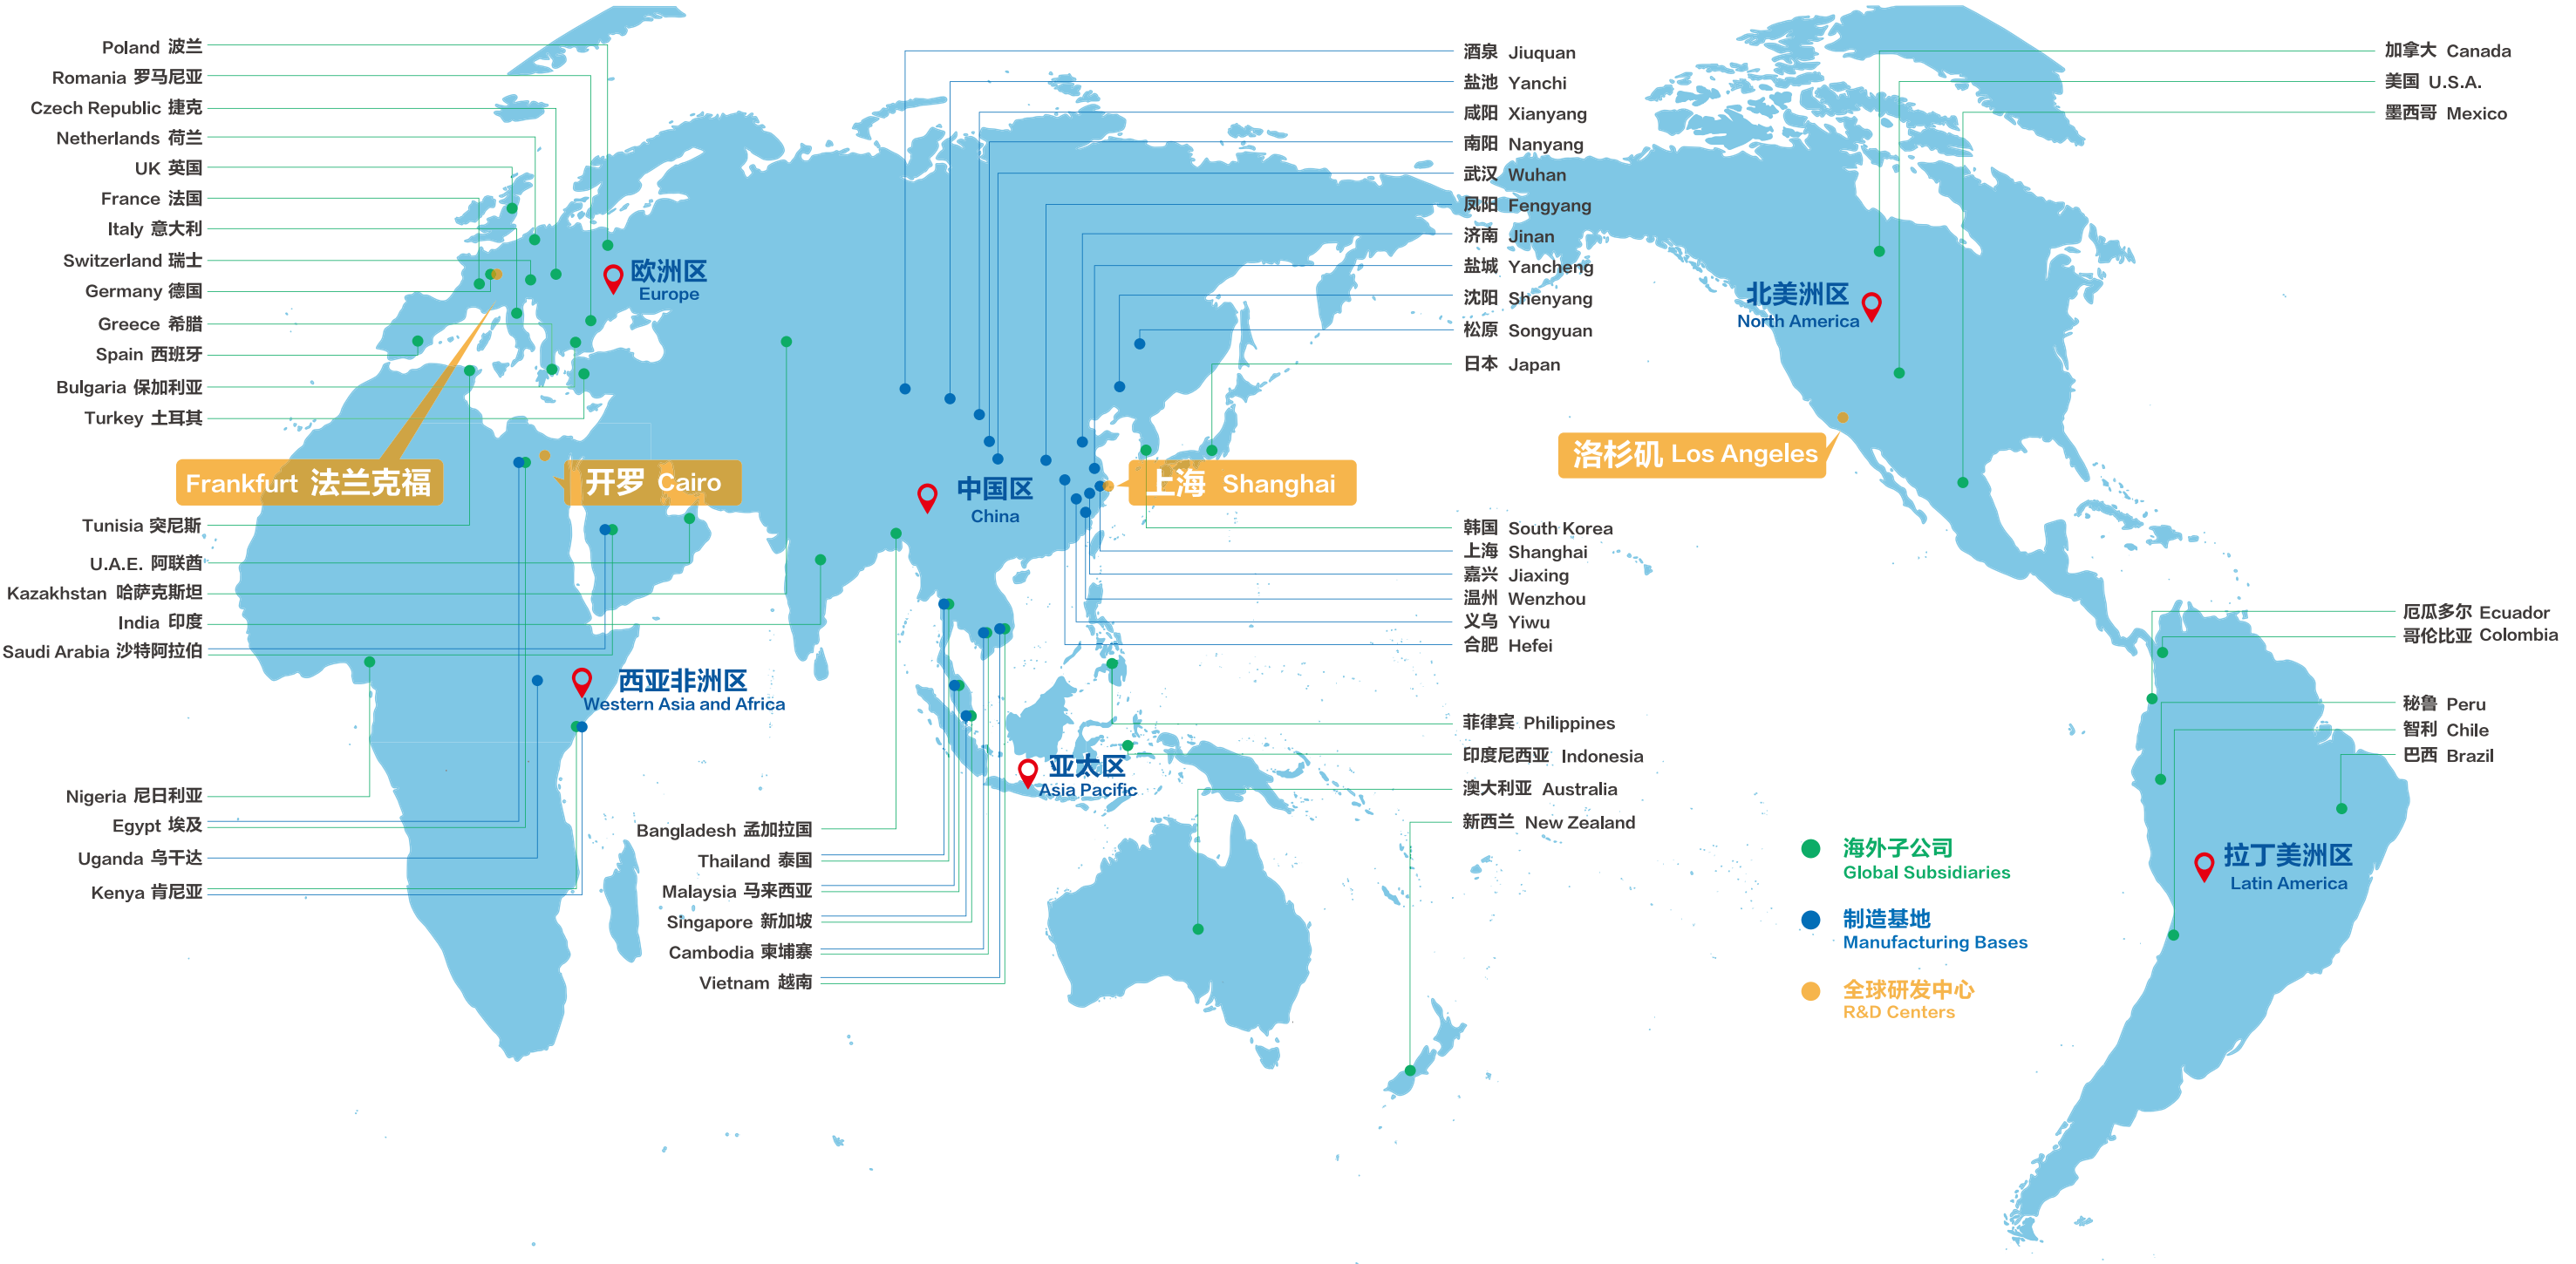 Poland 波兰
Romania 罗马尼亚
Czech Republic 捷克
Netherlands 荷兰
UK 英国
France 法国
Italy 意大利
Switzerland 瑞士
Germany 德国
Greece 希腊
Spain 西班牙
Bulgaria 保加利亚
Turkey 土耳其
Frankfurt 法兰克福
开罗 Cairo
Tunisia 突尼斯
U.A.E. 阿联酋
Kazakhstan 哈萨克斯坦
India 印度
Saudi Arabia 沙特阿拉伯
Nigeria 尼日利亚
Egypt 埃及
Uganda 乌干达
Kenya 肯尼亚
欧洲区
Europe
西亚非洲区
Western Asia and Africa
Bangladesh 孟加拉国
Thailand 泰国
Malaysia 马来西亚
Singapore 新加坡
Cambodia 柬埔寨
Vietnam 越南
中国区
China
上海 Shanghai
亚太区
Asia Pacific
酒泉 Jiuquan
盐池 Yanchi
咸阳 Xianyang
南阳 Nanyang
武汉 Wuhan
凤阳 Fengyang
济南 Jinan
盐城 Yancheng
沈阳 Shenyang
松原 Songyuan
日本 Japan
韩国 South Korea
上海 Shanghai
嘉兴 Jiaxing
温州 Wenzhou
义乌 Yiwu
合肥 Hefei
菲律宾 Philippines
印度尼西亚 Indonesia
澳大利亚 Australia
新西兰 New Zealand
加拿大 Canada
美国 U.S.A.
墨西哥 Mexico
北美洲区
North America
洛杉矶 Los Angeles
厄瓜多尔 Ecuador
哥伦比亚 Colombia
秘鲁 Peru
智利 Chile
巴西 Brazil
拉丁美洲区
Latin America
海外子公司
Global Subsidiaries
制造基地
Manufacturing Bases
全球研发中心
R&D Centers